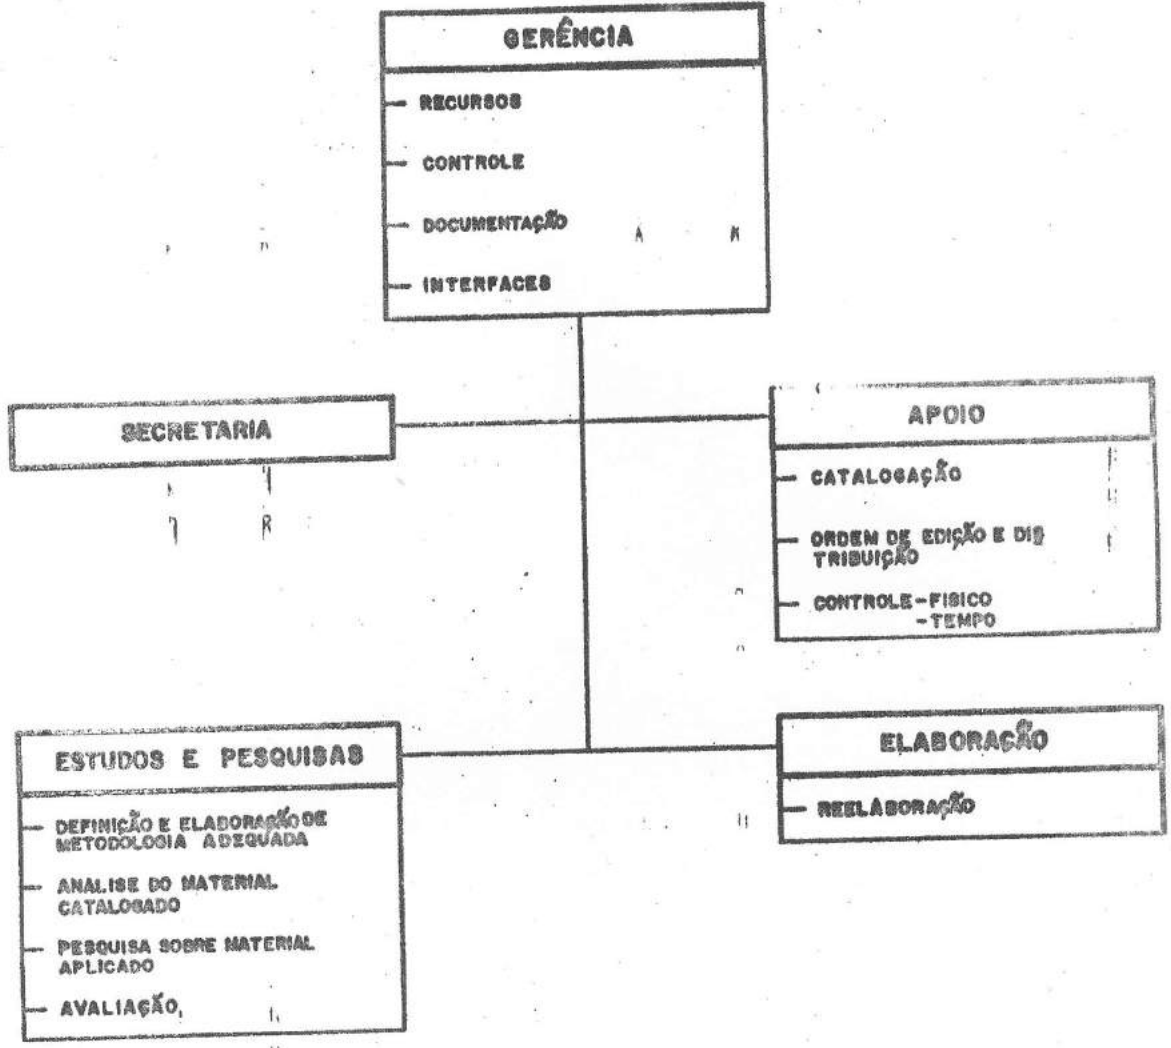 GERÊNCIA
RECURSOS
CONTROLE
DOCUMENTAÇÃO
INTERFACES
SECRETARIA
APOIO
CATALOGAÇÃO
ORDEM DE EDIÇÃO E DIS
TRIBUIÇÃO
CONTROLE-FISICO
-TEMPO
ESTUDOS E PESQUISAS
DEFINIÇÃO E ELABORAÇÃO DE
METODOLOGIA ADEQUADA
ANALISE DO MATERIAL
CATALOGADO
PESQUISA SOBRE MATERIAL
APLICADO
AVALIAÇÃO,
ELABORAÇÃO
REELABORAÇÃO